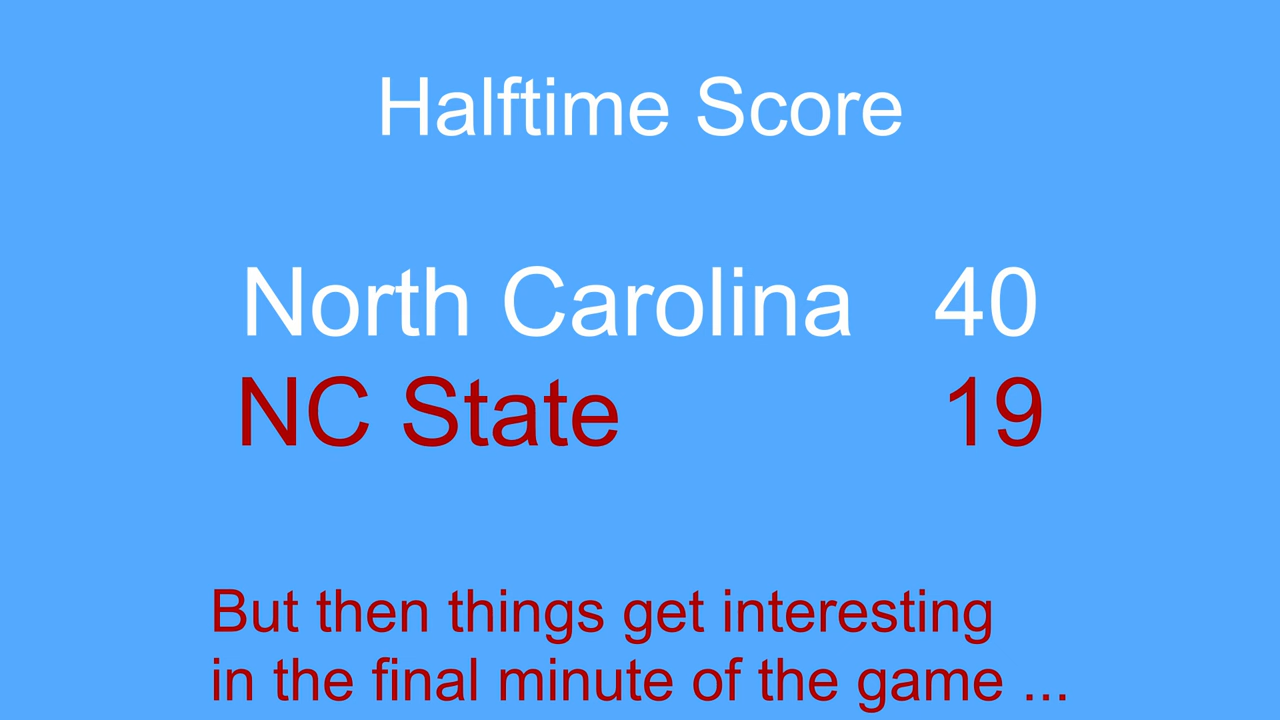 Halftime Score
North Carolina 40
NC State 19
But then things get interesting
in the final minute of the game ...